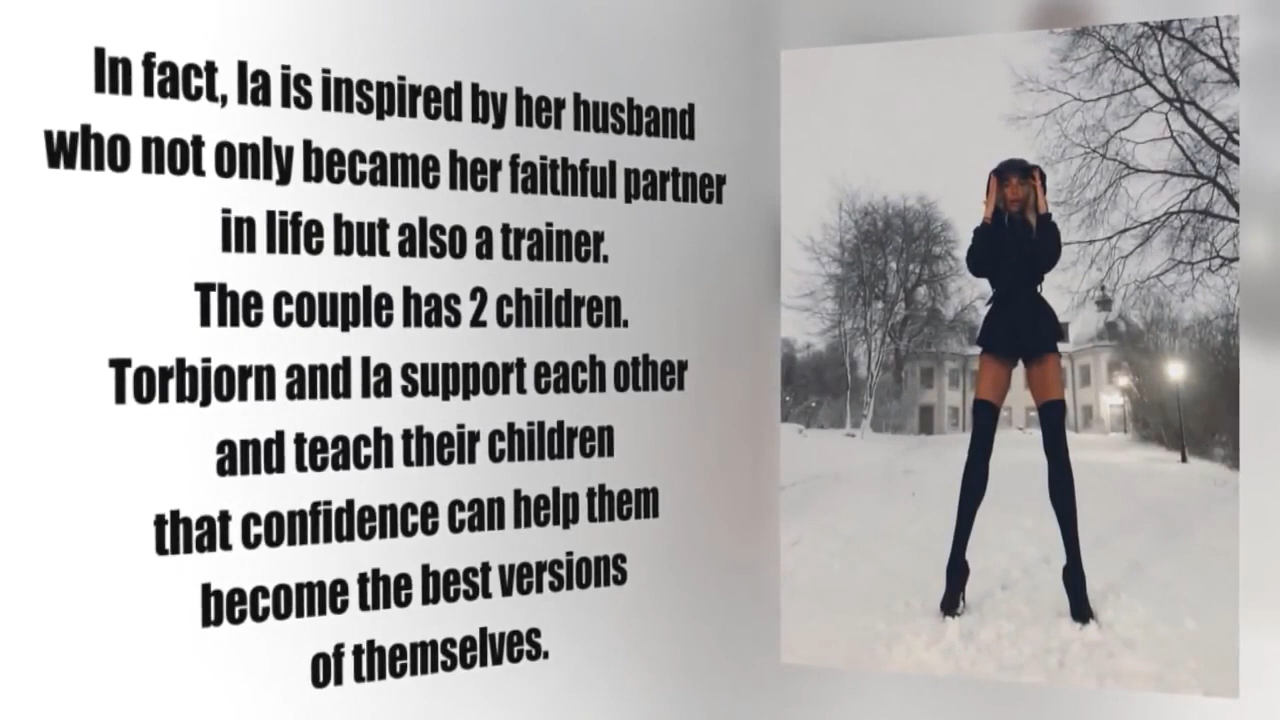 In fact, Ia is inspired by her husband
who not only became her faithful partner
in life but also a trainer.
The couple has 2 children.
Torbjorn and Ia support each other
and teach their children
that confidence can help them
become the best versions
of themselves.